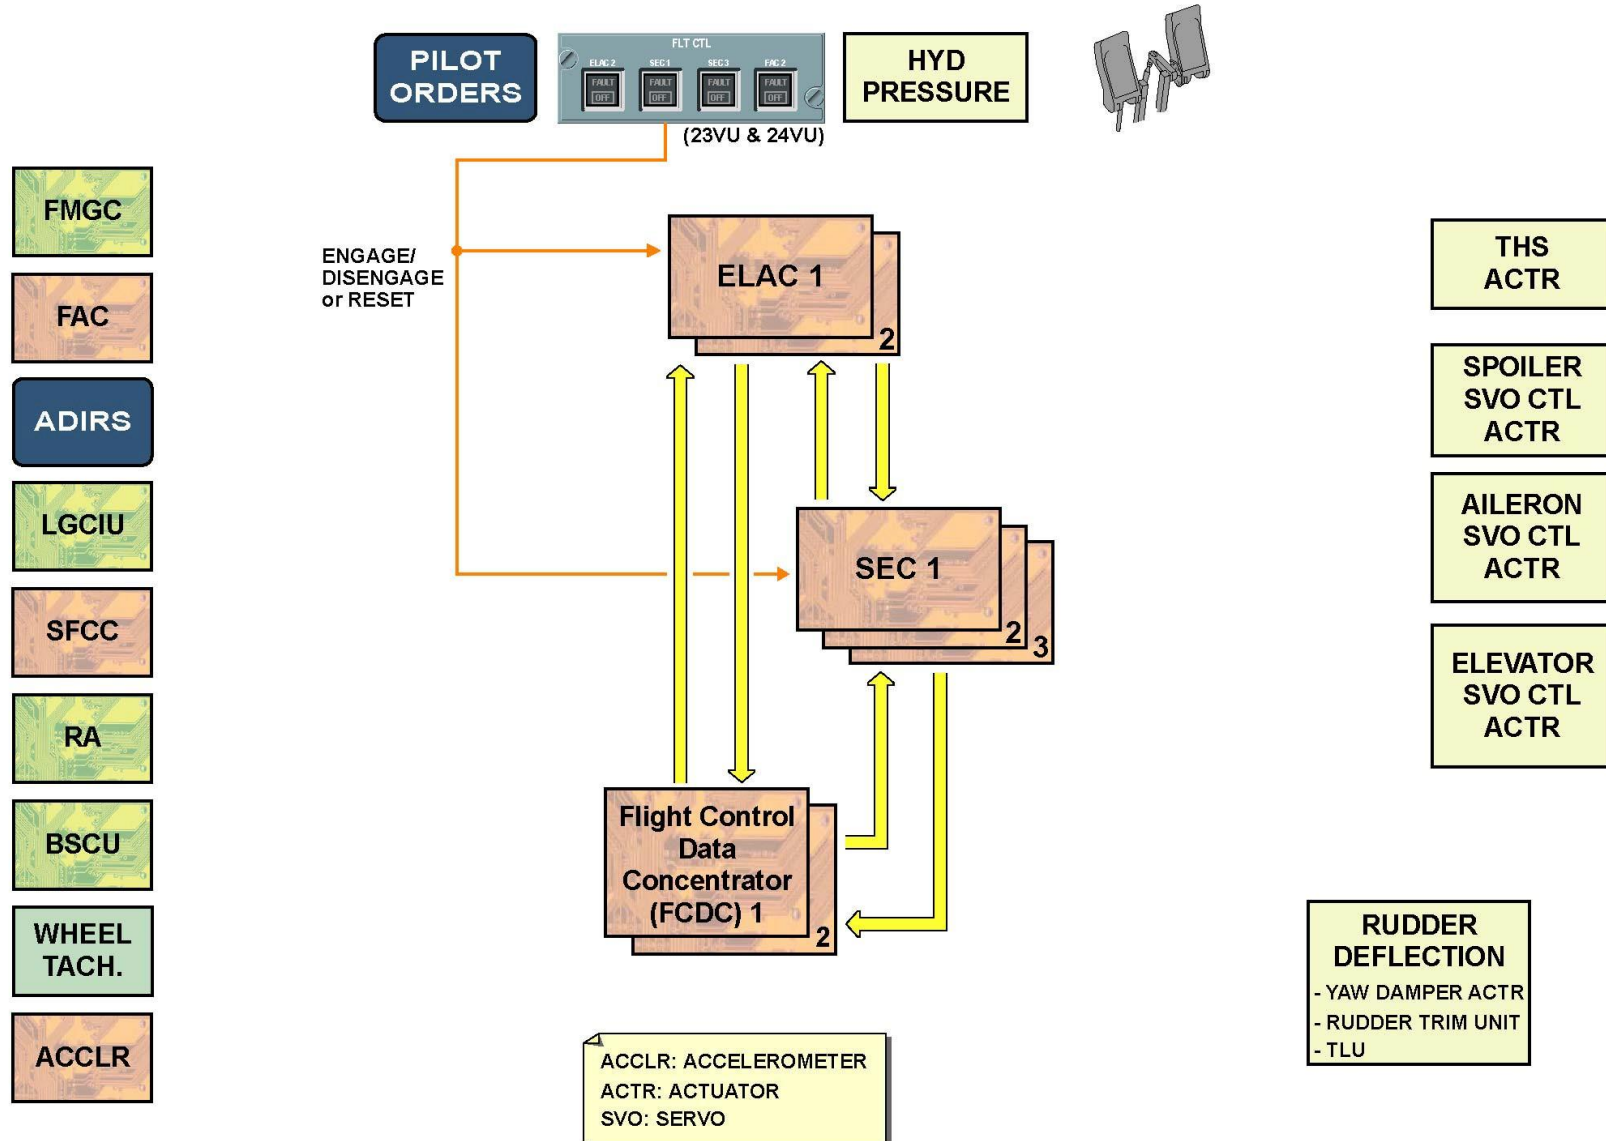 PILOT
ORDERS
FLT CTL
ELAC 2 SEC 1 SEC 3 FAC 2
FAULT FAULT FAULT FAULT
OFF OFF OFF OFF
(23VU & 24VU)
HYD
PRESSURE
FMGC
FAC
ADIRS
LGCIU
SFCC
RA
BSCU
WHEEL
TACH.
ACCLR
ENGAGE/
DISENGAGE
or RESET
ELAC 1
2
SEC 1
2
3
Flight Control
Data
Concentrator
(FCDC) 1
2
THS
ACTR
SPOILER
SVO CTL
ACTR
AILERON
SVO CTL
ACTR
ELEVATOR
SVO CTL
ACTR
RUDDER
DEFLECTION
- YAW DAMPER ACTR
- RUDDER TRIM UNIT
- TLU
ACCLR: ACCELEROMETER
ACTR: ACTUATOR
SVO: SERVO